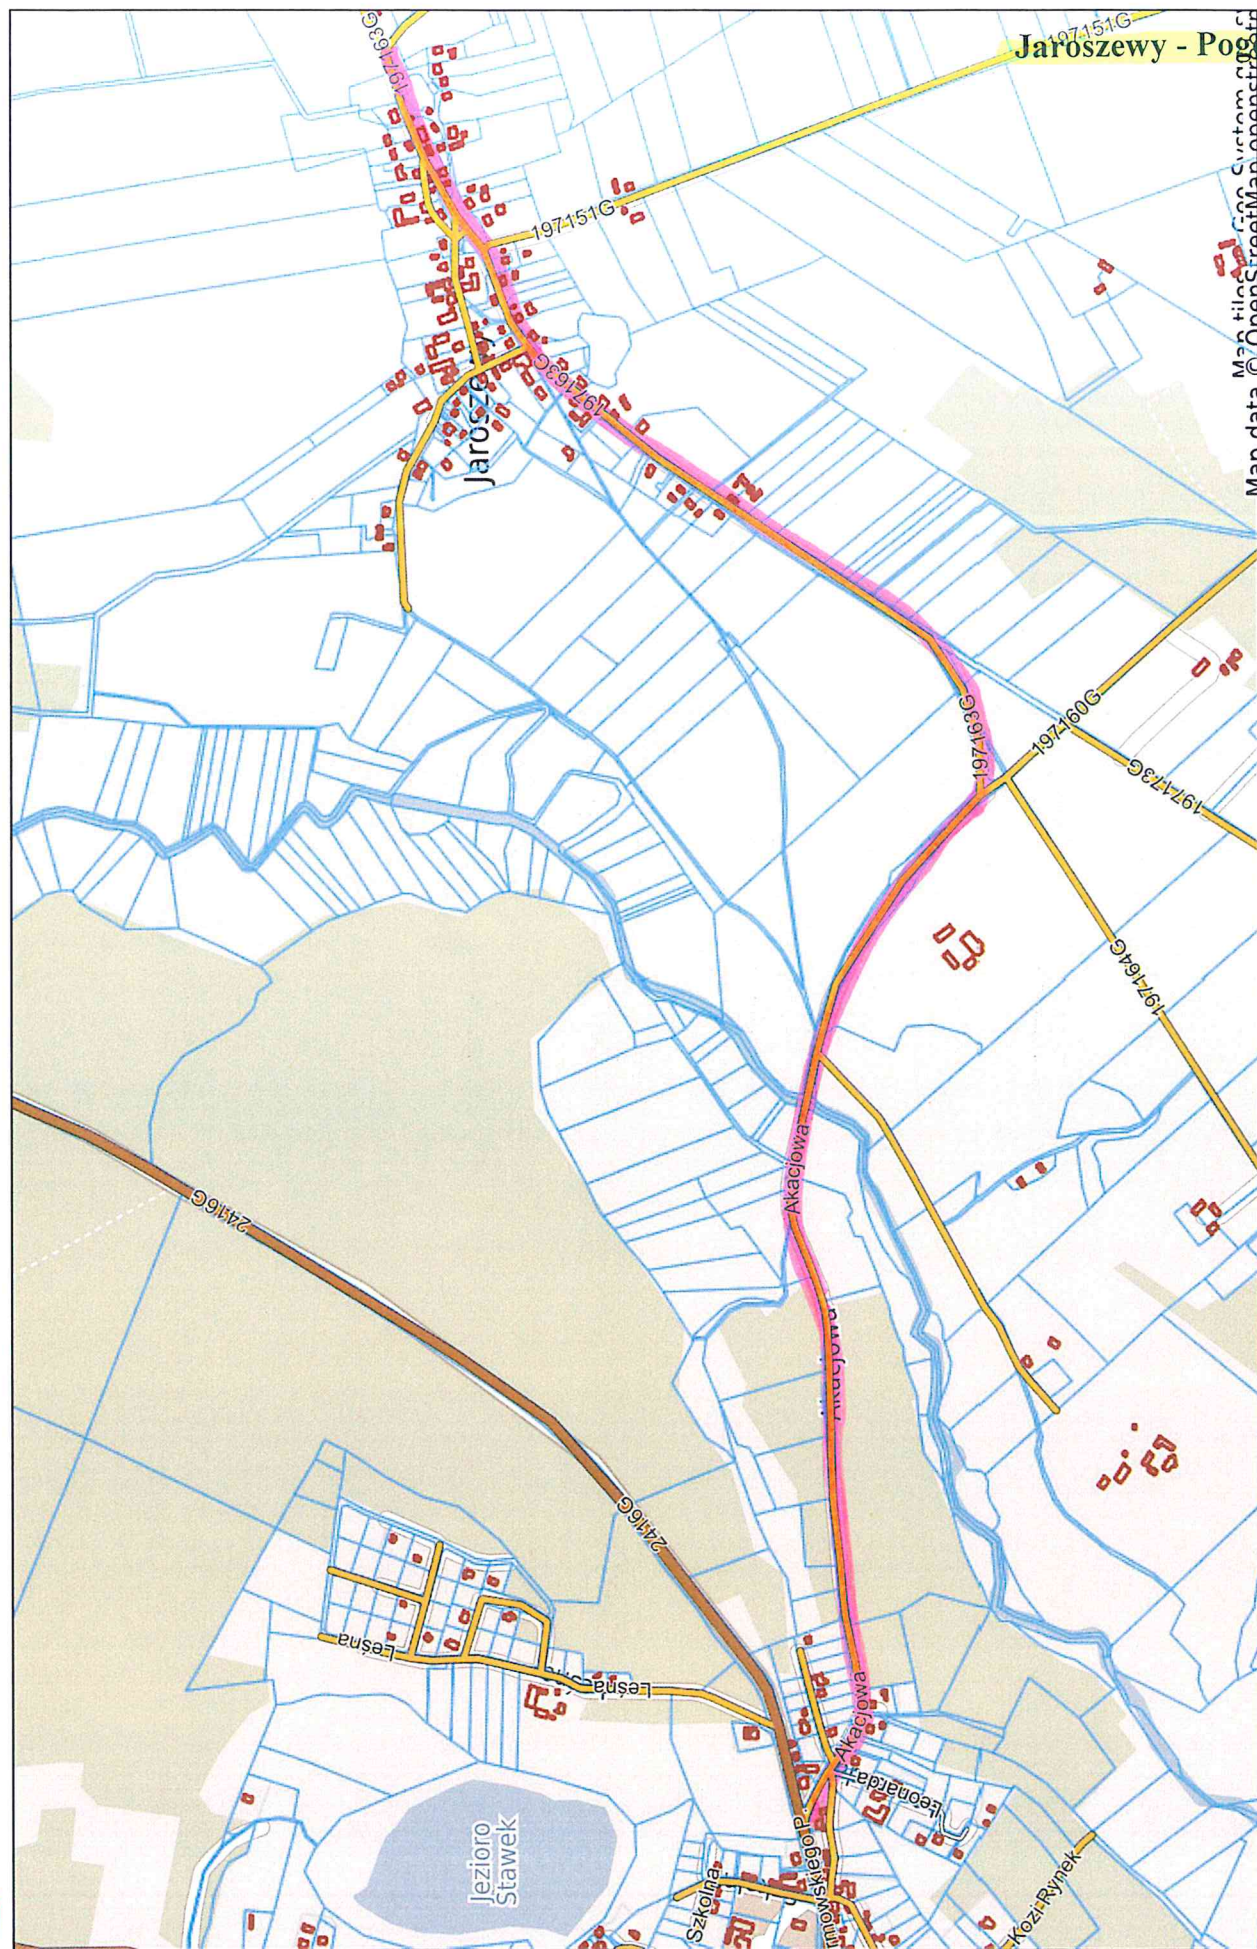 197163G
197151G
Jaroszewy - Pog
197163G
197151G
197163G
Jaroszewy
197163G
197160G
197173G
197164G
Akacjowa
2416G
Akacjowa
2416G
Leśna
Leśna
Akacjowa
Leonarda
Jezioro
Stawek
Szkolna
Kozi Rynek
Map data © OpenStreetMap